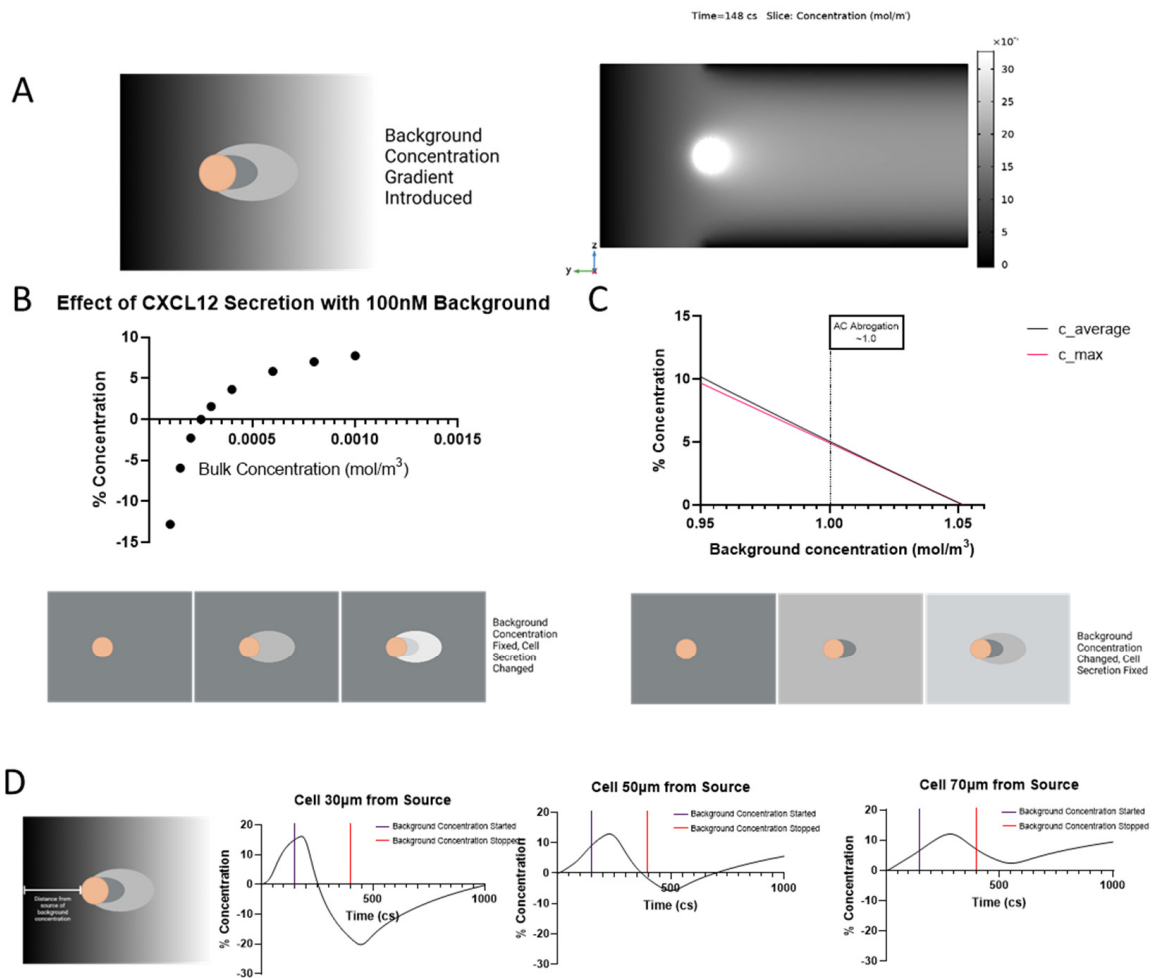 Time=148 cs Slice: Concentration (mol/m³)
A
Background
Concentration
Gradient
Introduced
×10⁻
30
25
20
15
10
5
0
z
y
x
B
Effect of CXCL12 Secretion with 100nM Background
% Concentration
10
5
0
-5
-10
-15
0.0005
0.0010
0.0015
Bulk Concentration (mol/m³)
C
% Concentration
15
10
5
0
0.95
1.00
1.05
Background concentration (mol/m³)
AC Abrogation
~1.0
c_average
c_max
Background
Concentration
Fixed, Cell
Secretion
Changed
Background
Concentration
Changed, Cell
Secretion Fixed
D
Distance from
source of
background
concentration
Cell 30µm from Source
Background Concentration Started
Background Concentration Stopped
% Concentration
20
10
0
-10
-20
-30
500
1000
Time (cs)
Cell 50µm from Source
Background Concentration Started
Background Concentration Stopped
% Concentration
20
10
0
-10
-20
-30
500
1000
Time (cs)
Cell 70µm from Source
Background Concentration Started
Background Concentration Stopped
% Concentration
20
10
0
-10
-20
-30
500
1000
Time (cs)